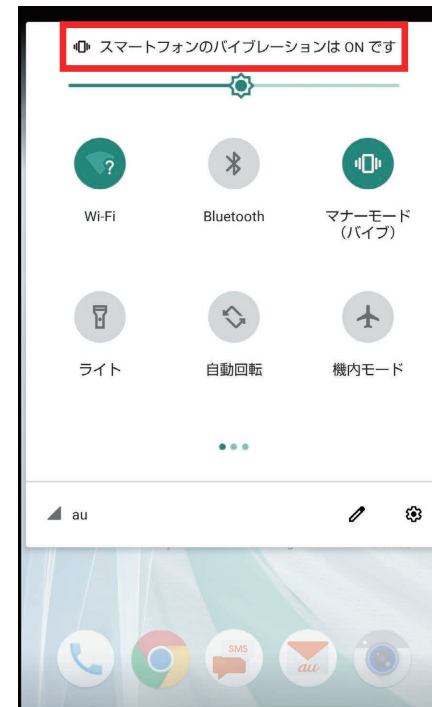 スマートフォンのバイブレーションは ON です
?
Wi-Fi
Bluetooth
マナーモード
（バイブ）
ライト
自動回転
機内モード
au
SMS
au